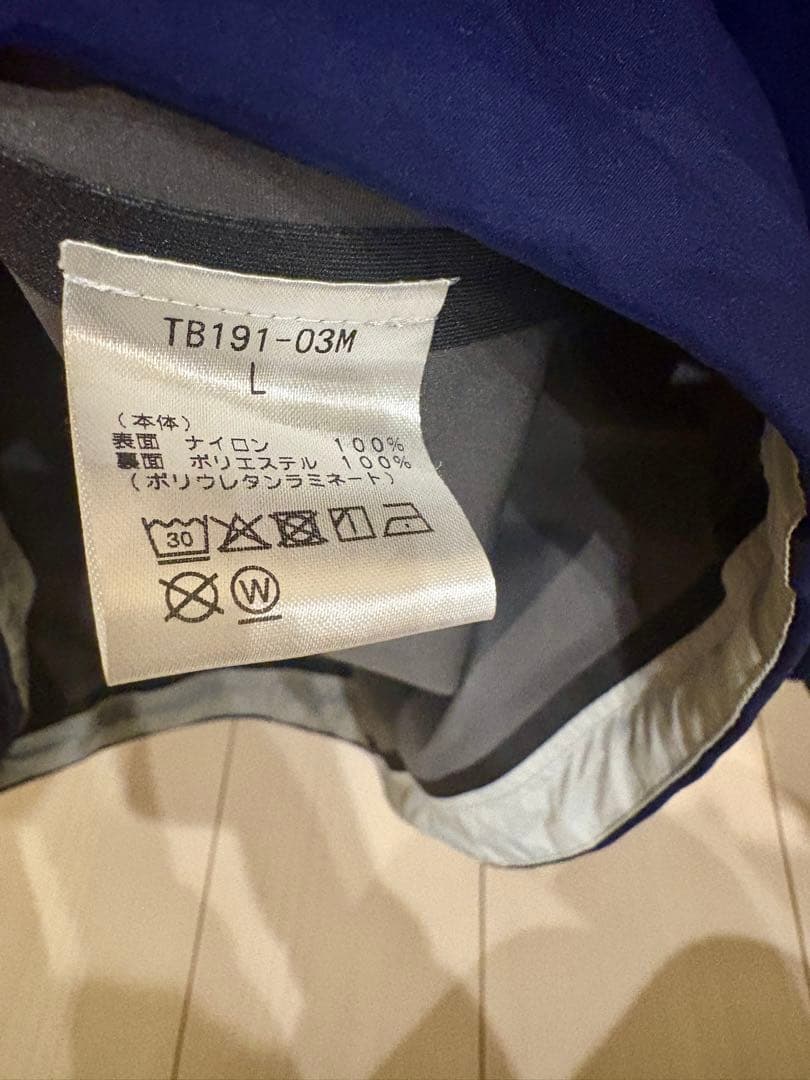 TB191-03M
L
(本体)
表面 ナイロン 100%
裏面 ポリエステル 100%
(ポリウレタンラミネート)
30
W